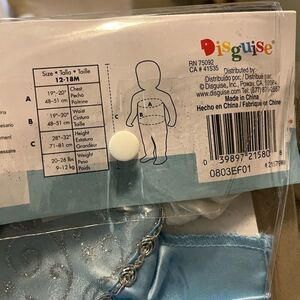 Disguise®
RN 75092
CA # 41535
Size • Talla • Taille
12-18M
A
19"- 20"
48–51 cm
Chest
Pecho
Poitrine
B
19"- 20"
48–51 cm
Waist
Cintura
Taille
C
28"- 32"
71–81 cm
Height
Estatura
Grandeur
20-26 lbs
9–12 kg
Weight
Peso
Poids
A
B
C
Distributed by:
Distribuido por: / Distribué par:
© Disguise, Inc. Poway, CA
www.disguise.com
Made in China
Hecho en China / Fabriqué et Chine
0 39897 21580
0803EF01